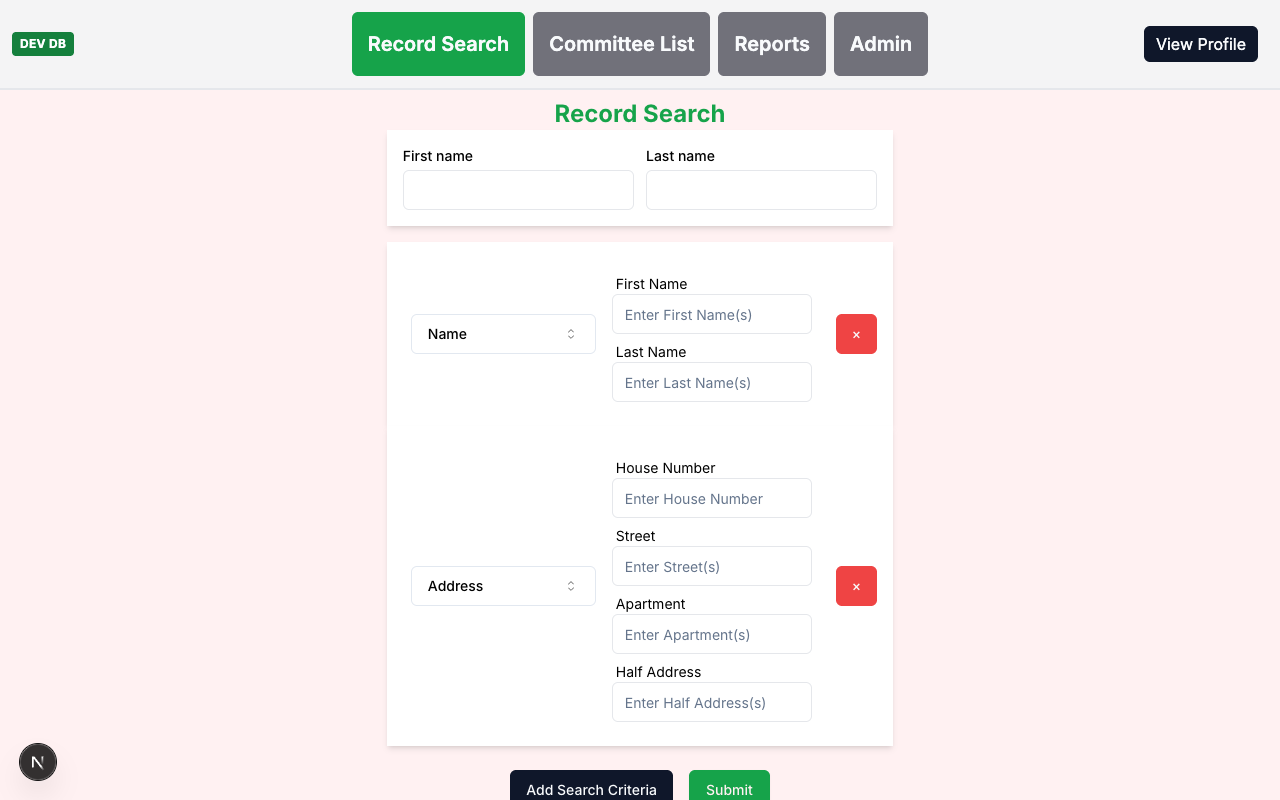 DEV DB
Record Search
Committee List
Reports
Admin
View Profile
Record Search
First name
Last name
First Name
Enter First Name(s)
Name
×
Last Name
Enter Last Name(s)
House Number
Enter House Number
Street
Enter Street(s)
Address
×
Apartment
Enter Apartment(s)
Half Address
Enter Half Address(s)
N
Add Search Criteria
Submit